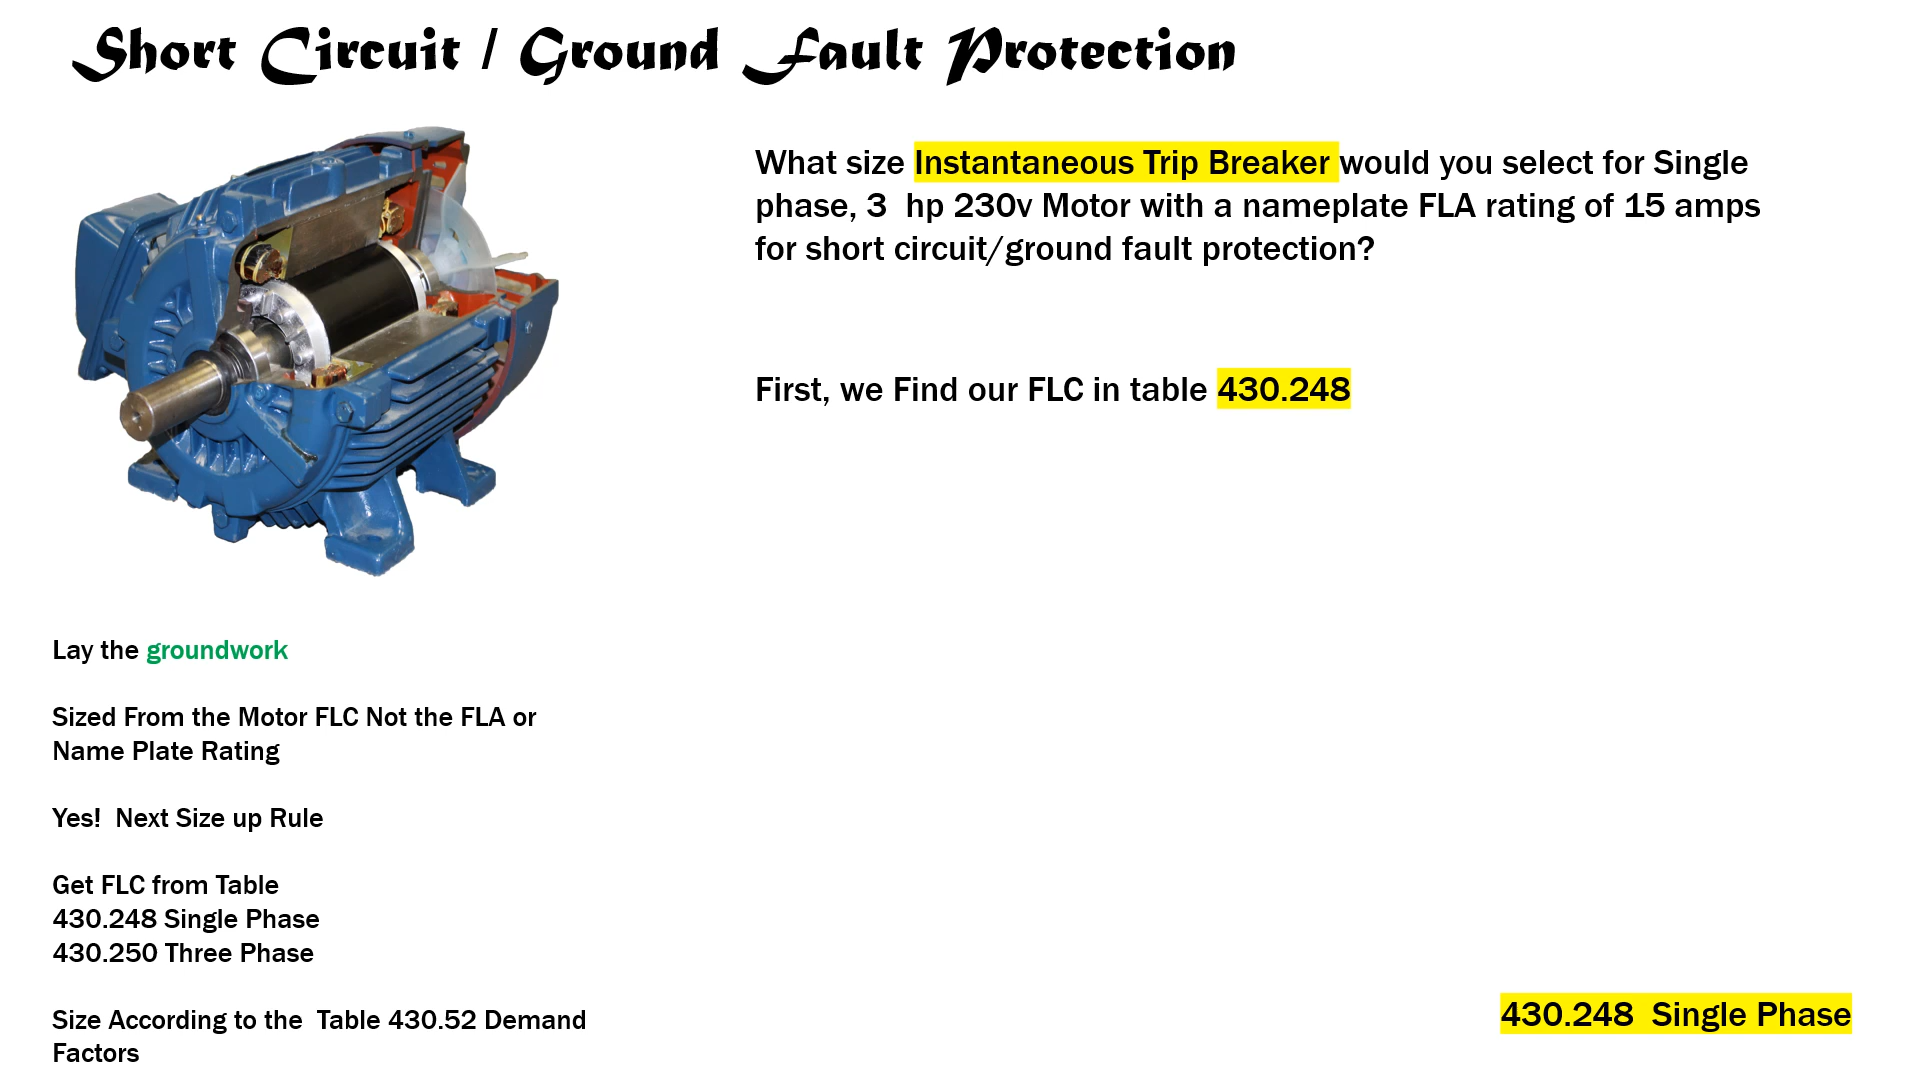 Short Circuit / Ground Fault Protection
What size Instantaneous Trip Breaker would you select for Single
phase, 3  hp 230v Motor with a nameplate FLA rating of 15 amps
for short circuit/ground fault protection?
First, we Find our FLC in table 430.248
Lay the groundwork
Sized From the Motor FLC Not the FLA or
Name Plate Rating
Yes!  Next Size up Rule
Get FLC from Table
430.248 Single Phase
430.250 Three Phase
Size According to the  Table 430.52 Demand
Factors
430.248  Single Phase